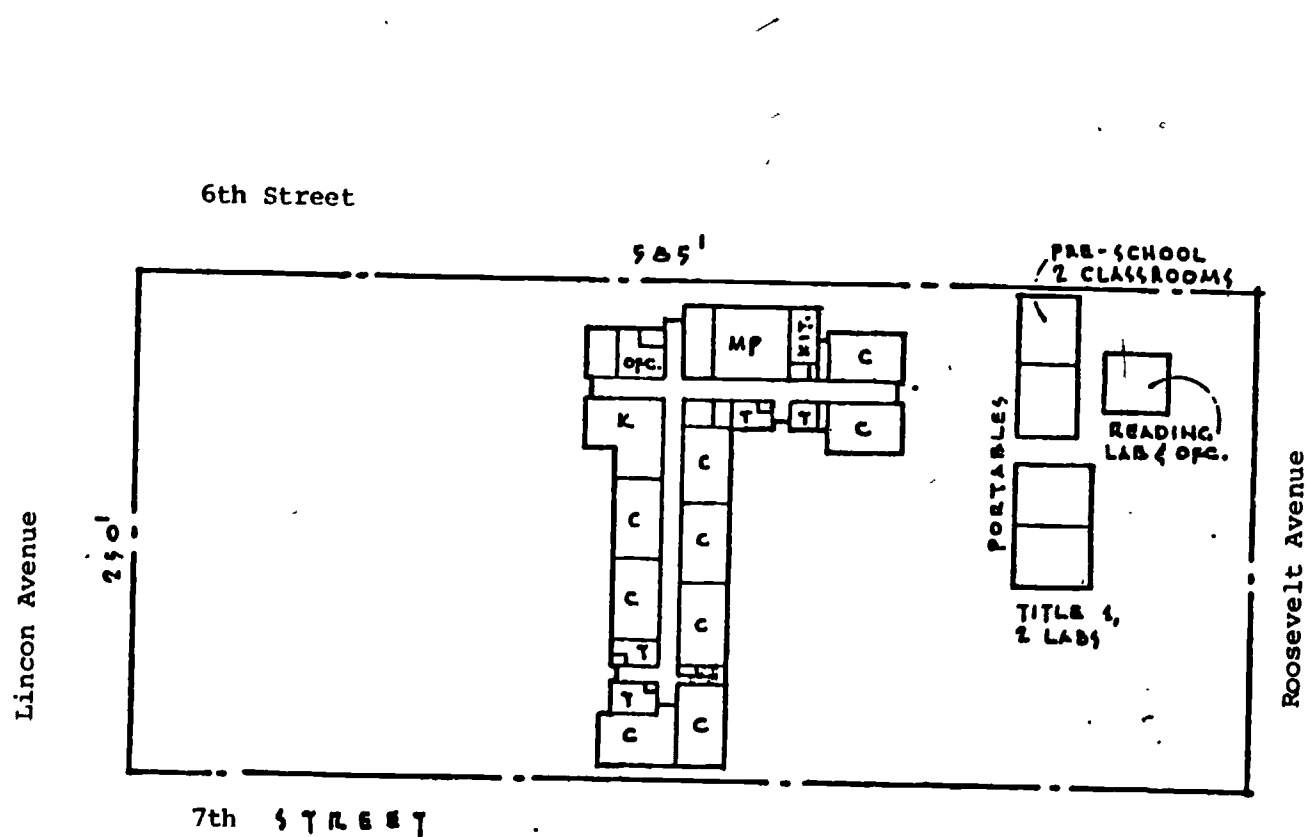 6th Street
585'
PRE-SCHOOL
2 CLASSROOMS
MP
KIT.
OFC.
C
K
T
T
C
READING
LAB & OFC.
PORTABLES
C
C
C
C
C
T
TITLE 1,
2 LABS
T
C
C
250'
Lincon Avenue
Roosevelt Avenue
7th STREET